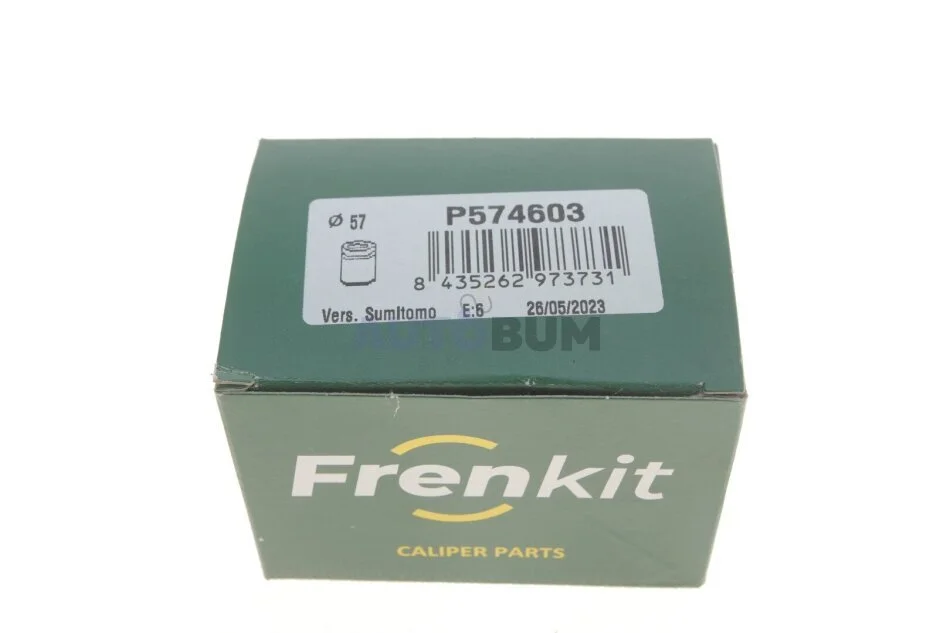 Ø 57
P574603
8 435262 973731
Vers. Sumitomo E:6 26/05/2023
AUTOBUM
Frenkit
CALIPER PARTS